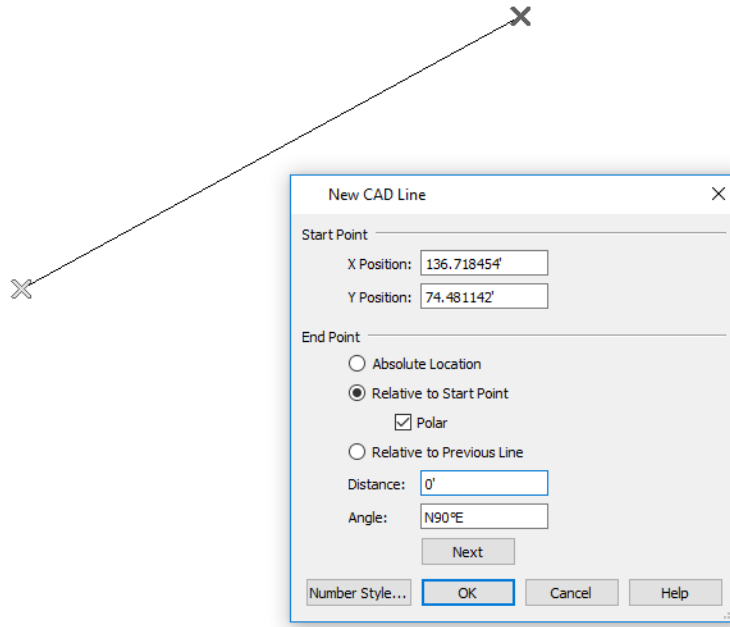 New CAD Line
Start Point
X Position: 136.718454'
Y Position: 74.481142'
End Point
Absolute Location
Relative to Start Point
Polar
Relative to Previous Line
Distance: 0'
Angle: N90°E
Next
Number Style... OK Cancel Help